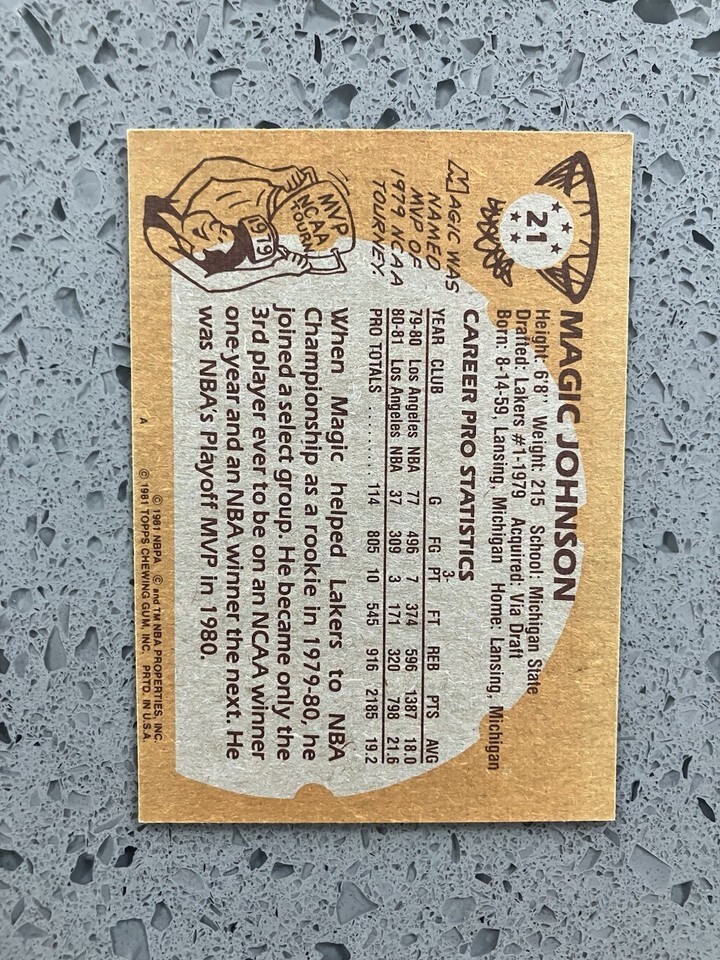 21
MAGIC JOHNSON
Height: 6'8" Weight: 215 School: Michigan State
Drafted: Lakers #1-1979 Acquired: Via Draft
Born: 8-14-59, Lansing, Michigan Home: Lansing, Michigan
CAREER PRO STATISTICS
YEAR CLUB G FG 3-PT FT REB PTS AVG
79-80 Los Angeles NBA 77 496 7 374 596 1387 18.0
80-81 Los Angeles NBA 37 309 3 171 320 798 21.6
PRO TOTALS .......... 114 805 10 545 916 2185 19.2
When Magic helped Lakers to NBA
Championship as a rookie in 1979-80, he
joined a select group. He became only the
3rd player ever to be on an NCAA winner
one year and an NBA winner the next. He
was NBA's Playoff MVP in 1980.
MAGIC WAS
NAMED
MVP OF
1979 NCAA
TOURNEY.
MVP
NCAA
TOURN
1979
© 1981 NBPA © and TM NBA PROPERTIES, INC.
A © 1981 TOPPS CHEWING GUM, INC. PRTD. IN U.S.A.